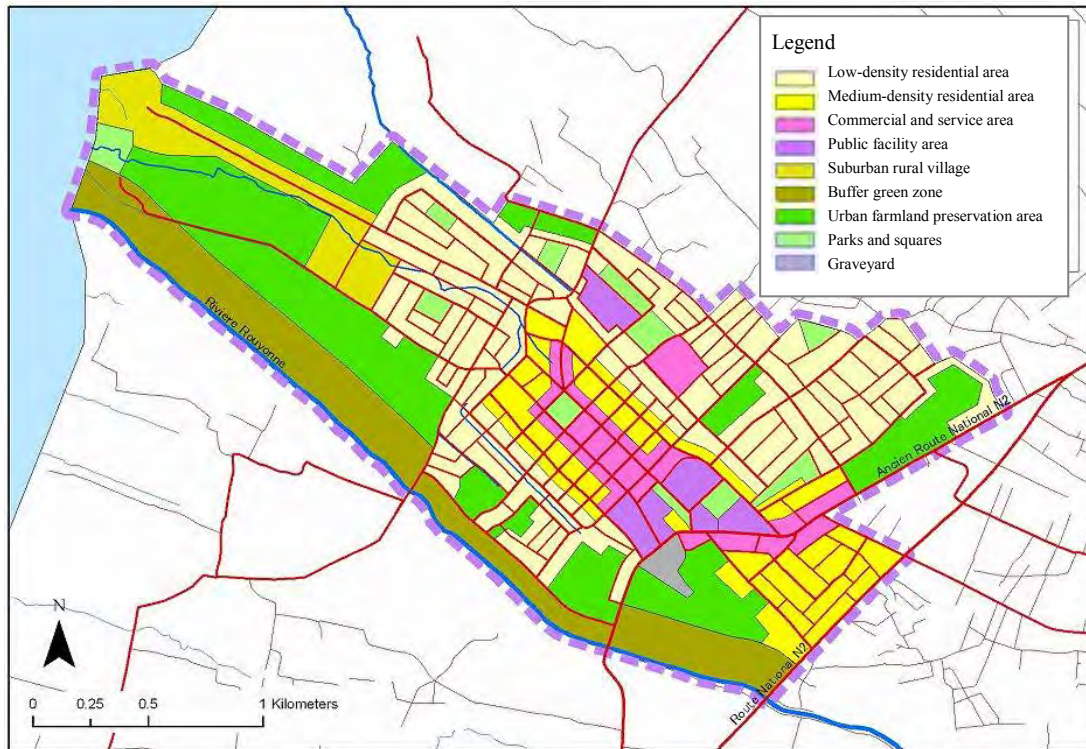 Legend
Low-density residential area
Medium-density residential area
Commercial and service area
Public facility area
Suburban rural village
Buffer green zone
Urban farmland preservation area
Parks and squares
Graveyard
Riviere Rouyonne
Ancien Route National N2
Route National N2
N
0 0.25 0.5 1 Kilometers